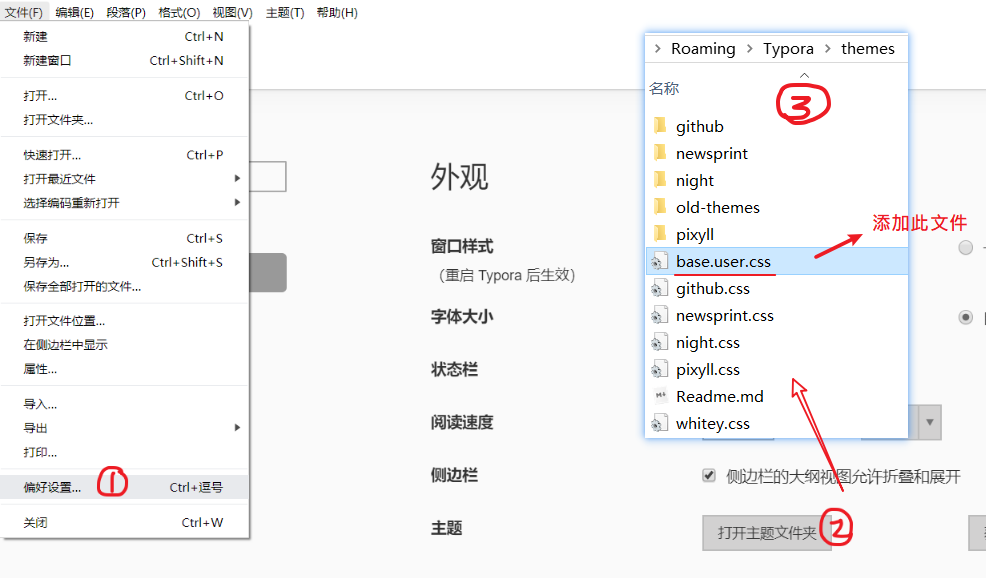 文件(F) 编辑(E) 段落(P) 格式(O) 视图(V) 主题(T) 帮助(H)
新建 Ctrl+N
新建窗口 Ctrl+Shift+N
打开... Ctrl+O
打开文件夹...
快速打开... Ctrl+P
打开最近文件
选择编码重新打开
保存 Ctrl+S
另存为... Ctrl+Shift+S
保存全部打开的文件...
打开文件位置...
在侧边栏中显示
属性...
导入...
导出
打印...
偏好设置... ① Ctrl+逗号
关闭 Ctrl+W
外观
窗口样式
（重启 Typora 后生效）
字体大小
状态栏
阅读速度
侧边栏
侧边栏的大纲视图允许折叠和展开
主题
打开主题文件夹 ②
Roaming > Typora > themes
名称
③
github
newsprint
night
old-themes
pixyll
base.user.css
添加此文件
github.css
newsprint.css
night.css
pixyll.css
Readme.md
whitey.css